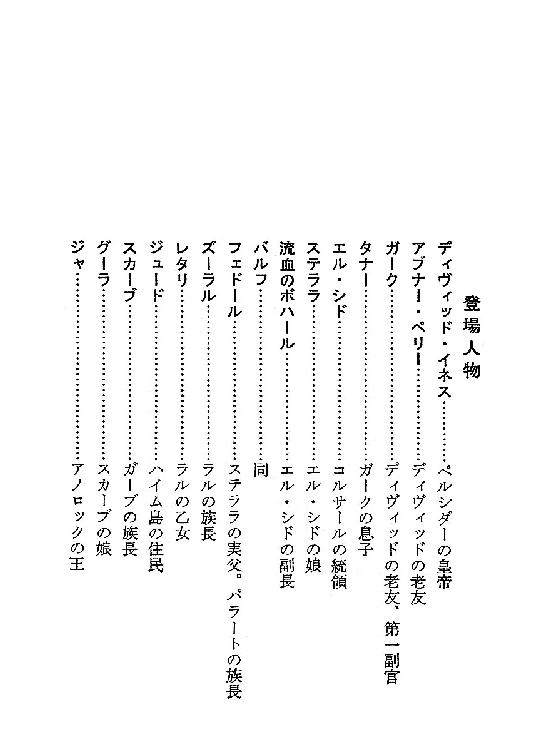 登場人物
ディヴィッド・イネス…………ペルシダーの皇帝
アブナー・ペリー………………ディヴィッドの老友
ガーク……………………………ディヴィッドの老友、第一副官
タナー……………………………ガークの息子
エル・シド………………………コルサールの統領
ステララ…………………………エル・シドの娘
流血のボハール…………………エル・シドの副長
バルフ……………………………同
フェドール………………………ステララの実父。パラートの族長
ズーラル…………………………ラルの族長
レタリ……………………………ラルの乙女
ジュード…………………………ハイム島の住民
スカーブ…………………………ガーブの族長
グーラ……………………………スカーブの娘
ジャ………………………………アノロックの王